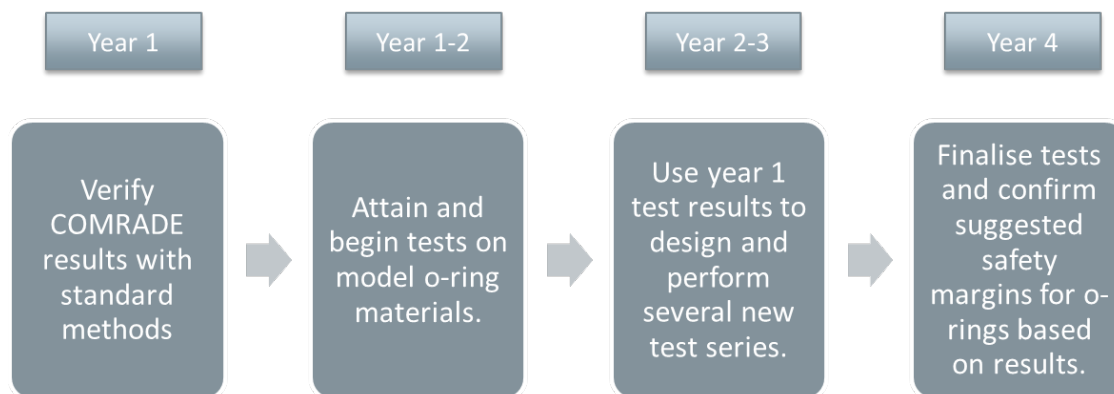 Year 1
Year 1-2
Year 2-3
Year 4
Verify
COMRADE
results with
standard
methods
Attain and
begin tests on
model o-ring
materials.
Use year 1
test results to
design and
perform
several new
test series.
Finalise tests
and confirm
suggested
safety
margins for o-
rings based
on results.